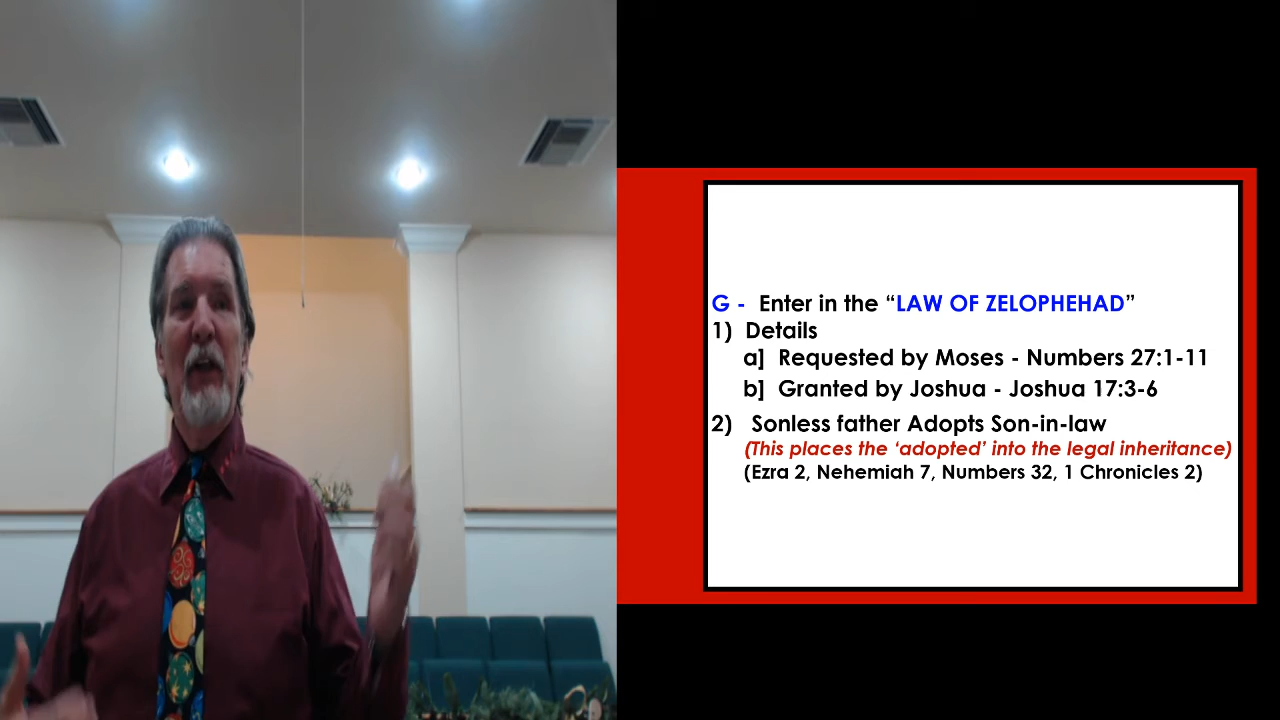 G - Enter in the “LAW OF ZELOPHEHAD”
1) Details
a] Requested by Moses - Numbers 27:1-11
b] Granted by Joshua - Joshua 17:3-6
2) Sonless father Adopts Son-in-law
(This places the ‘adopted’ into the legal inheritance)
(Ezra 2, Nehemiah 7, Numbers 32, 1 Chronicles 2)